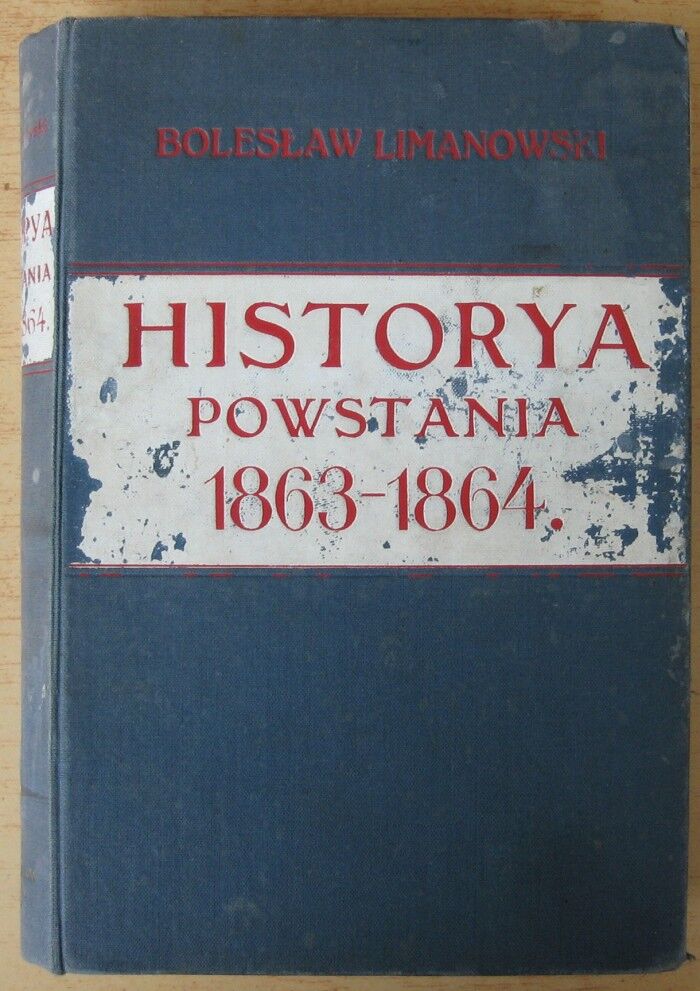 BOLESŁAW LIMANOWSKI
HISTORYA
POWSTANIA
1863-1864.